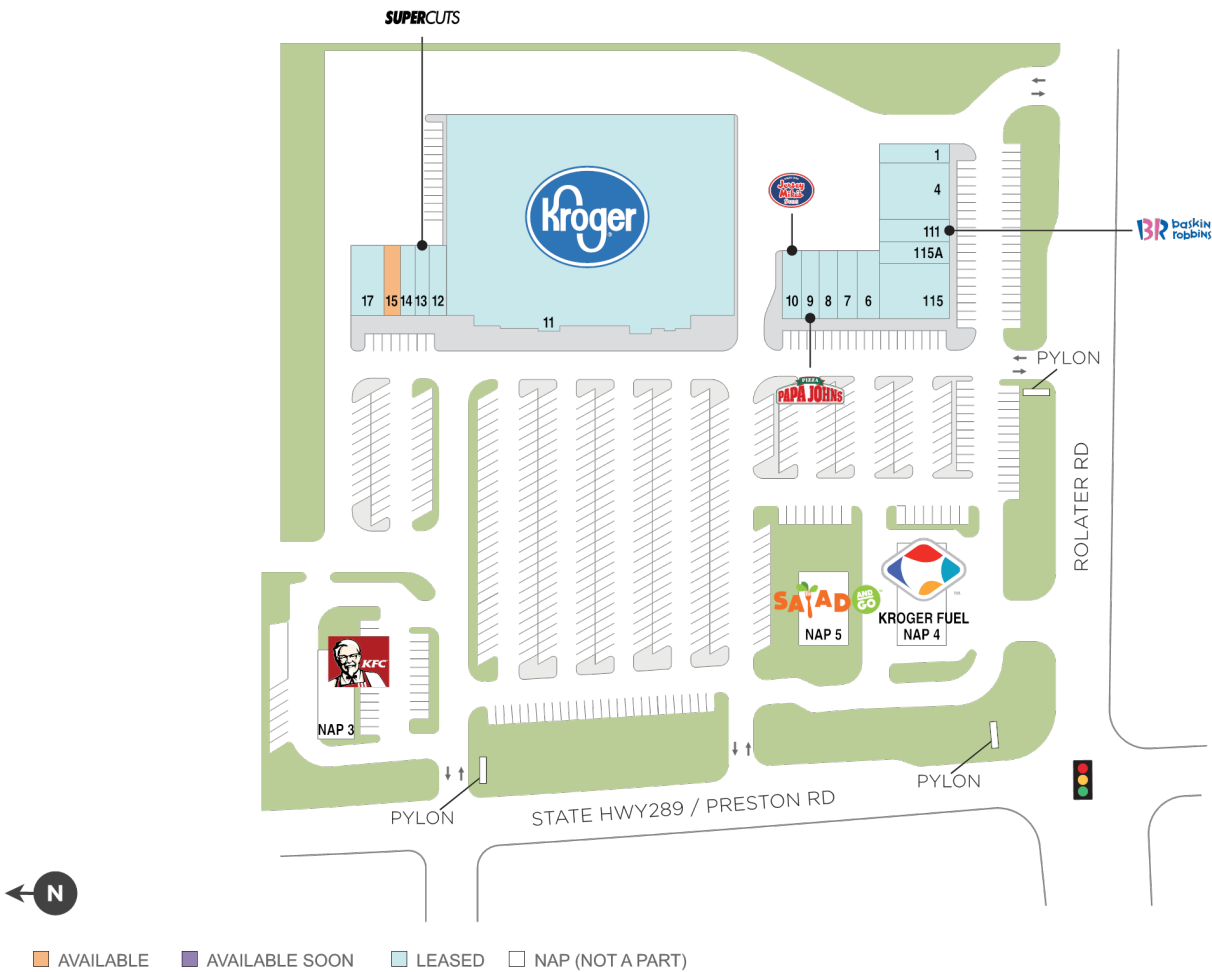 SUPERCUTS
Kroger
Jersey
Mike's
Subs
1
4
111
115A
115
BR baskin
robbins
17
15
14
13
12
11
10
9
8
7
6
PIZZA
PAPA JOHNS
PYLON
ROLATER RD
SALAD
AND
GO
NAP 5
KROGER FUEL
NAP 4
KFC
NAP 3
PYLON
PYLON
STATE HWY289 / PRESTON RD
N
AVAILABLE
AVAILABLE SOON
LEASED
NAP (NOT A PART)